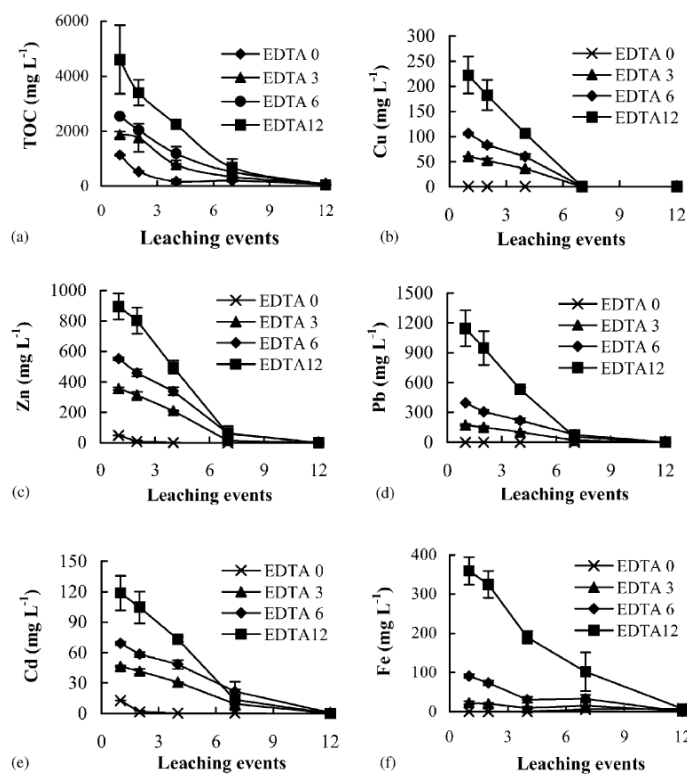 6000
4000
2000
0
TOC (mg L⁻¹)
EDTA 0
EDTA 3
EDTA 6
EDTA12
0 3 6 9 12
(a)
Leaching events
300
250
200
150
100
50
0
Cu (mg L⁻¹)
EDTA 0
EDTA 3
EDTA 6
EDTA12
0 3 6 9 12
(b)
Leaching events
1000
800
600
400
200
0
Zn (mg L⁻¹)
EDTA 0
EDTA 3
EDTA 6
EDTA12
0 3 6 9 12
(c)
Leaching events
1500
1200
900
600
300
0
Pb (mg L⁻¹)
EDTA 0
EDTA 3
EDTA 6
EDTA12
0 3 6 9 12
(d)
Leaching events
150
120
90
60
30
0
Cd (mg L⁻¹)
EDTA 0
EDTA 3
EDTA 6
EDTA12
0 3 6 9 12
(e)
Leaching events
400
300
200
100
0
Fe (mg L⁻¹)
EDTA 0
EDTA 3
EDTA 6
EDTA12
0 3 6 9 12
(f)
Leaching events